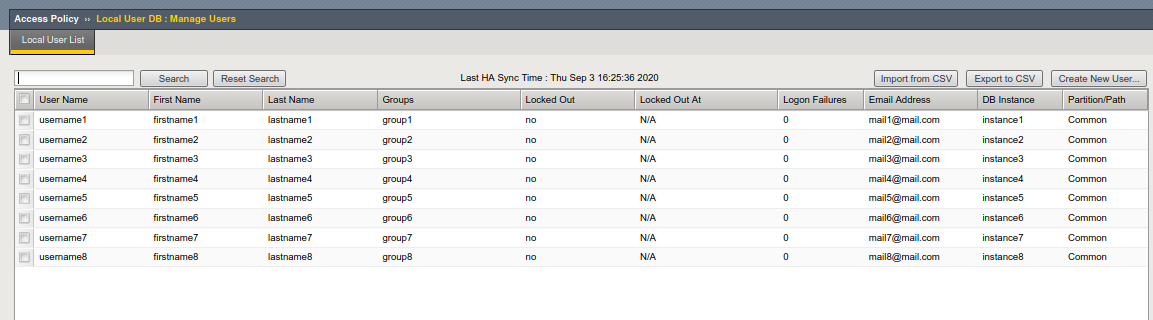 Access Policy ›› Local User DB : Manage Users
Local User List
Search Reset Search Last HA Sync Time : Thu Sep 3 16:25:36 2020 Import from CSV Export to CSV Create New User...
User Name First Name Last Name Groups Locked Out Locked Out At Logon Failures Email Address DB Instance Partition/Path
username1 firstname1 lastname1 group1 no N/A 0 mail1@mail.com instance1 Common
username2 firstname2 lastname2 group2 no N/A 0 mail2@mail.com instance2 Common
username3 firstname3 lastname3 group3 no N/A 0 mail3@mail.com instance3 Common
username4 firstname4 lastname4 group4 no N/A 0 mail4@mail.com instance4 Common
username5 firstname5 lastname5 group5 no N/A 0 mail5@mail.com instance5 Common
username6 firstname6 lastname6 group6 no N/A 0 mail6@mail.com instance6 Common
username7 firstname7 lastname7 group7 no N/A 0 mail7@mail.com instance7 Common
username8 firstname8 lastname8 group8 no N/A 0 mail8@mail.com instance8 Common